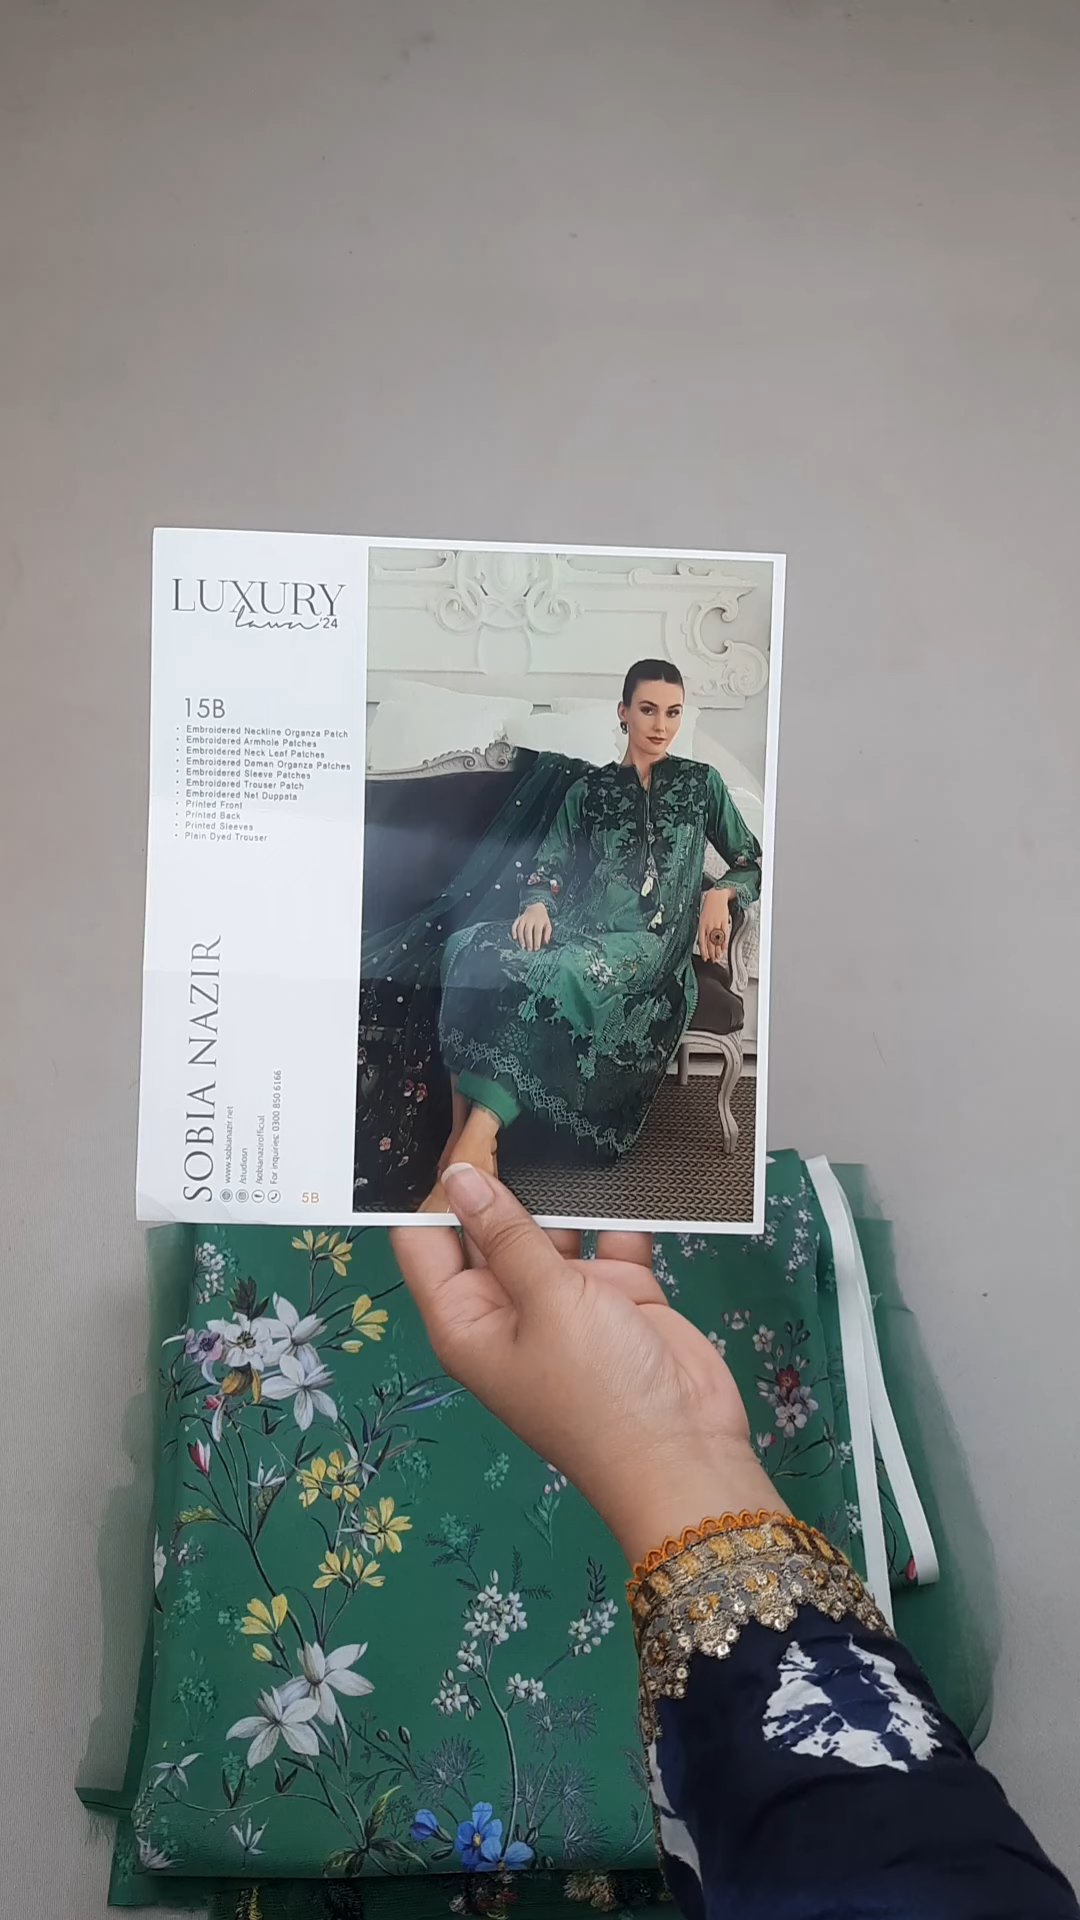 LUXURY
lawn '24
15B
• Embroidered Neckline Organza Patch
• Embroidered Armhole Patches
• Embroidered Neck Leaf Patches
• Embroidered Daman Organza Patches
• Embroidered Sleeve Patches
• Embroidered Trouser Patch
• Embroidered Net Duppata
• Printed Front
• Printed Back
• Printed Sleeves
• Plain Dyed Trouser
SOBIA NAZIR
www.sobianazir.net
/studiosn
/sobianazirofficial
For inquiries: 0300 850 6166
5B